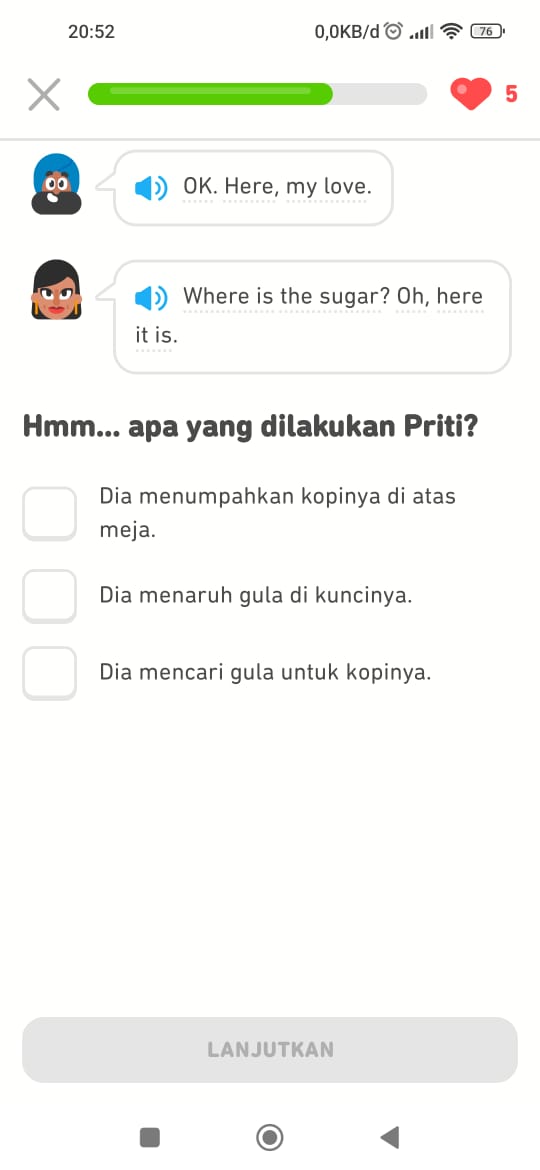 20:52
0,0KB/d
76
5
OK. Here, my love.
Where is the sugar? Oh, here
it is.
Hmm... apa yang dilakukan Priti?
Dia menumpahkan kopinya di atas
meja.
Dia menaruh gula di kuncinya.
Dia mencari gula untuk kopinya.
LANJUTKAN